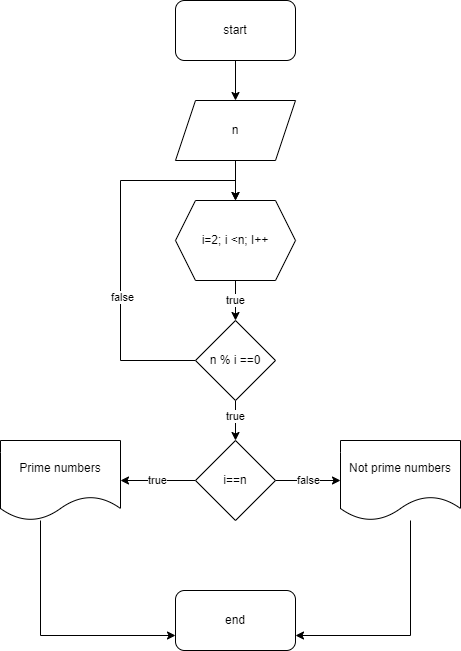 start
n
i=2; i <n; I++
false
true
n % i ==0
true
Prime numbers
true
i==n
false
Not prime numbers
end